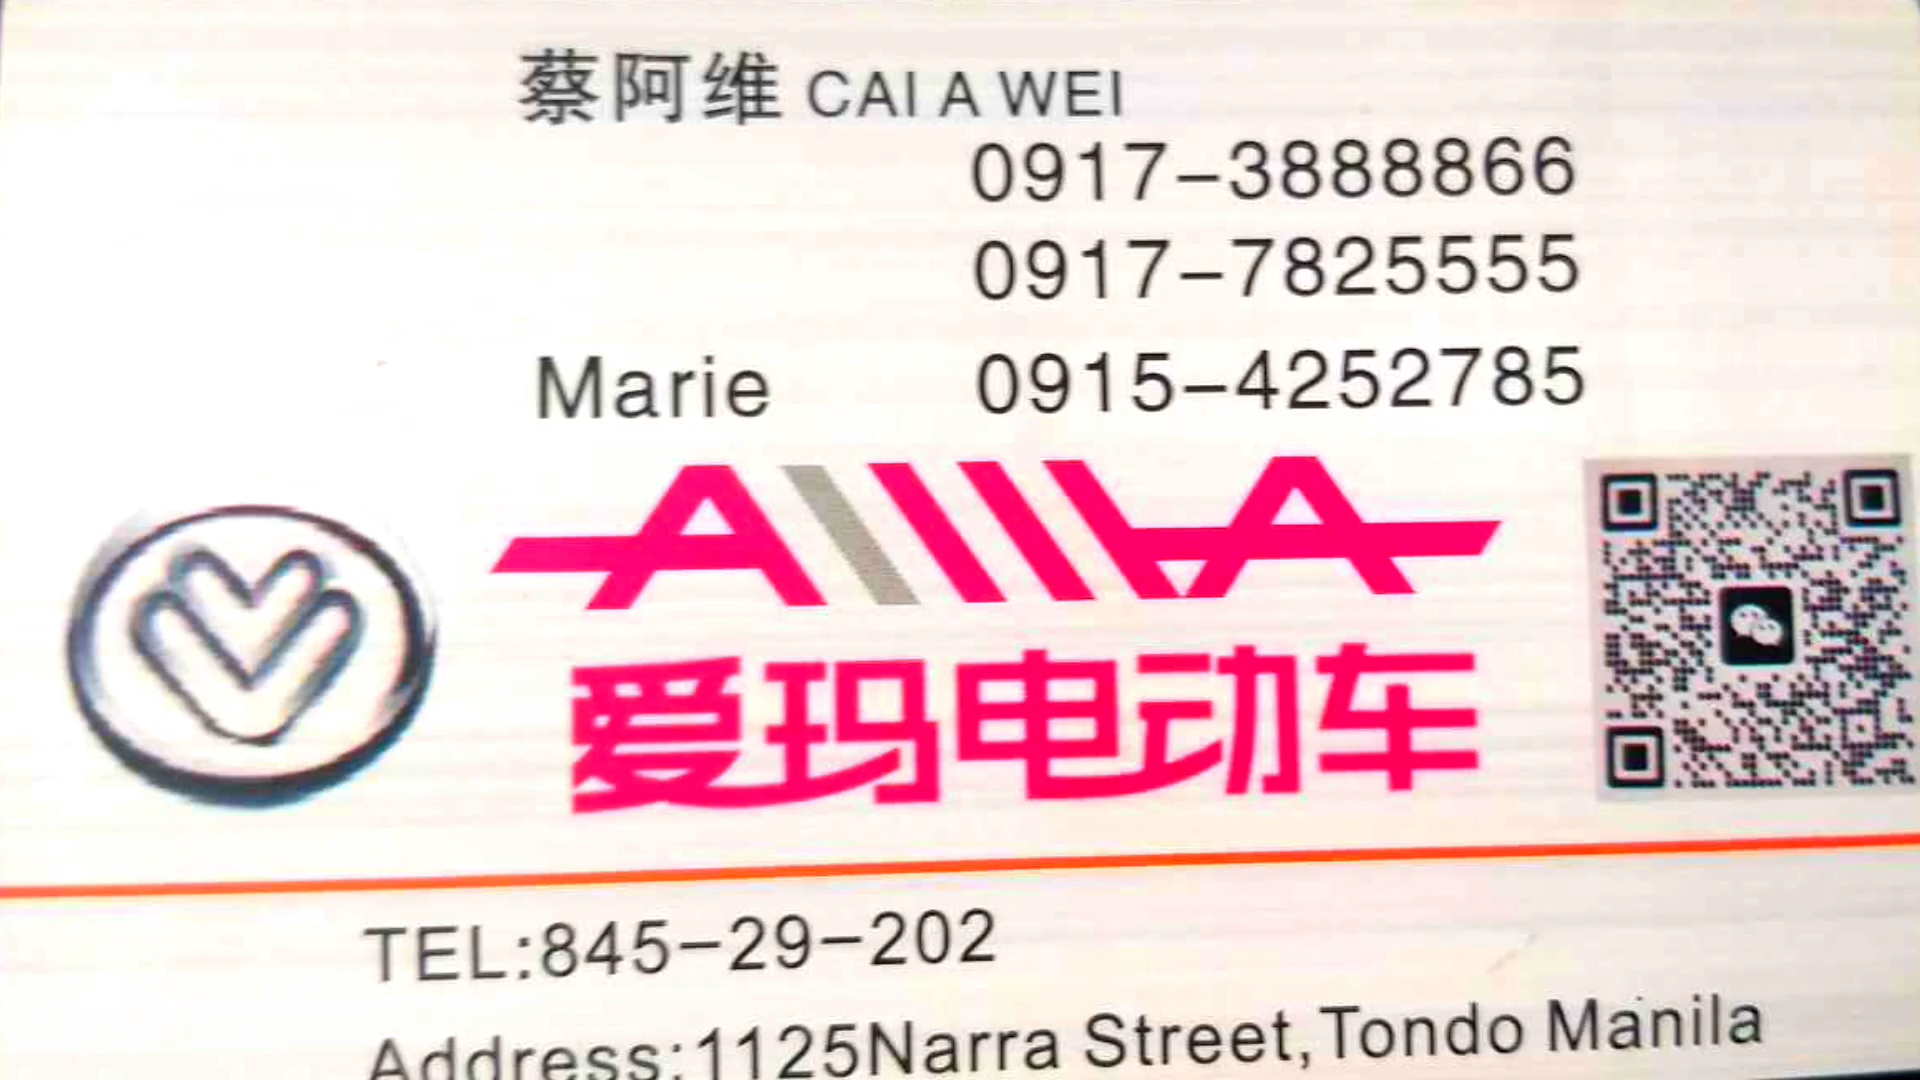 蔡阿维 CAI A WEI
0917-3888866
0917-7825555
Marie 0915-4252785
AIMA
爱玛电动车
TEL:845-29-202
Address:1125Narra Street,Tondo Manila